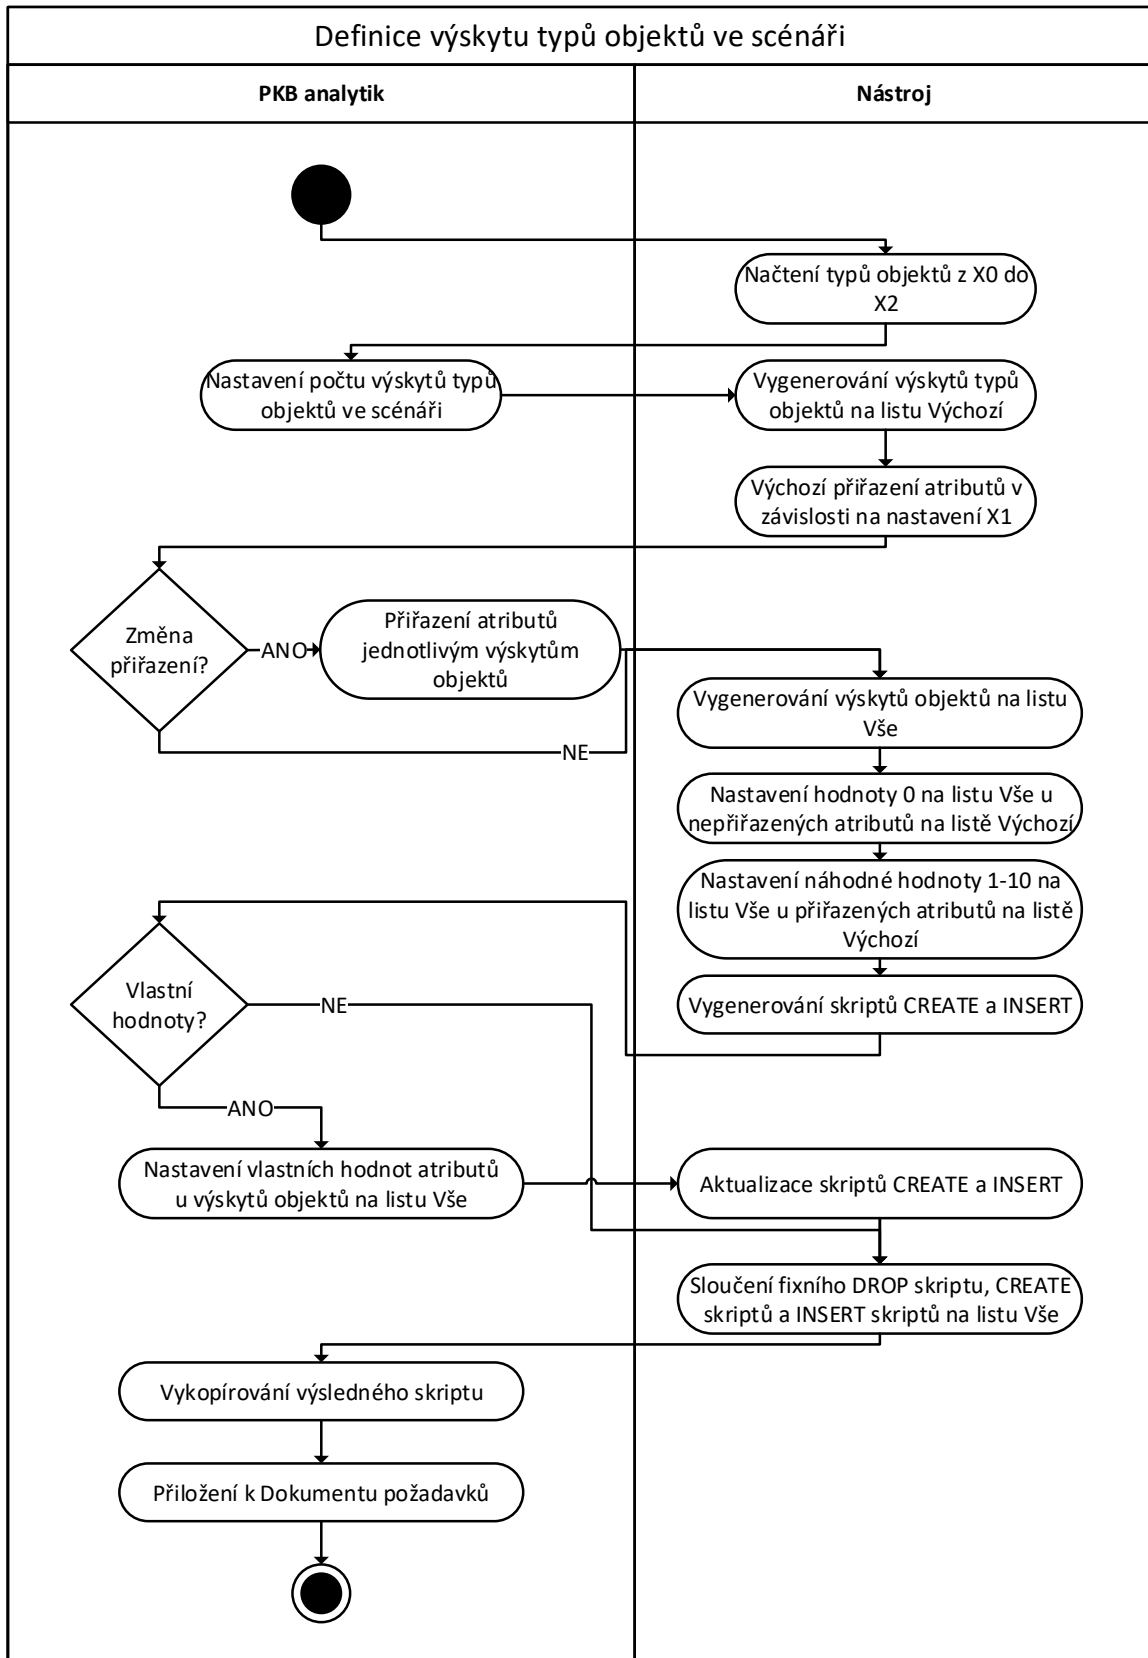 Definice výskytu typů objektů ve scénáři
PKB analytik
Nástroj
Načtení typů objektů z X0 do
X2
Nastavení počtu výskytů typů
objektů ve scénáři
Vygenerování výskytů typů
objektů na listu Výchozí
Výchozí přiřazení atributů v
závislosti na nastavení X1
Změna
přiřazení?
ANO
Přiřazení atributů
jednotlivým výskytům
objektů
NE
Vygenerování výskytů objektů na listu
Vše
Nastavení hodnoty 0 na listu Vše u
nepřiřazených atributů na listě Výchozí
Nastavení náhodné hodnoty 1-10 na
listu Vše u přiřazených atributů na listě
Výchozí
Vygenerování skriptů CREATE a INSERT
Vlastní
hodnoty?
NE
ANO
Nastavení vlastních hodnot atributů
u výskytů objektů na listu Vše
Aktualizace skriptů CREATE a INSERT
Sloučení fixního DROP skriptu, CREATE
skriptů a INSERT skriptů na listu Vše
Vykopírování výsledného skriptu
Přiložení k Dokumentu požadavků